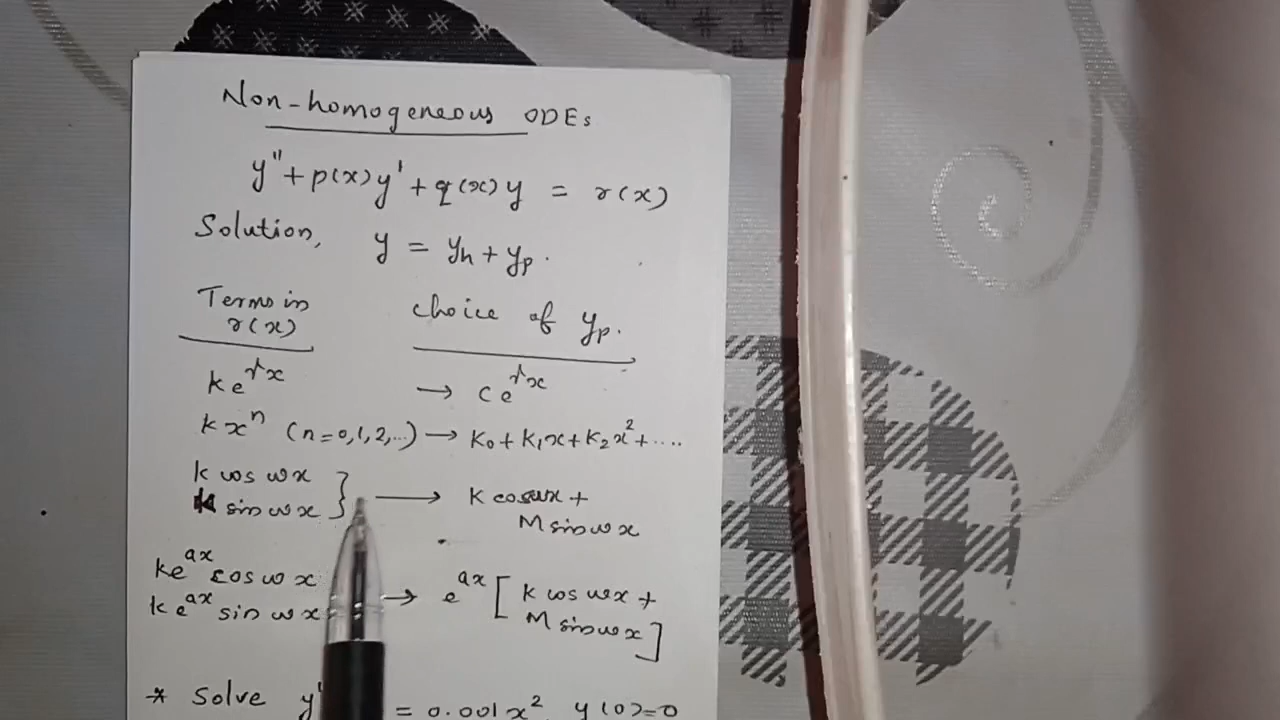 Non-homogeneous ODEs
y" + p(x)y' + q(x)y = r(x)
Solution, y = yh + yp.
Terms in r(x) choice of yp.
ke^γx → ce^γx
kx^n (n=0,1,2,..) → K0+K1x+K2x^2+....
k cos ωx
k sin ωx } → K cos ωx +
M sin ωx
ke^ax cos ωx
ke^ax sin ωx → e^ax [K cos ωx +
M sin ωx]
* Solve y" = 0.001x^2, y(0)=0